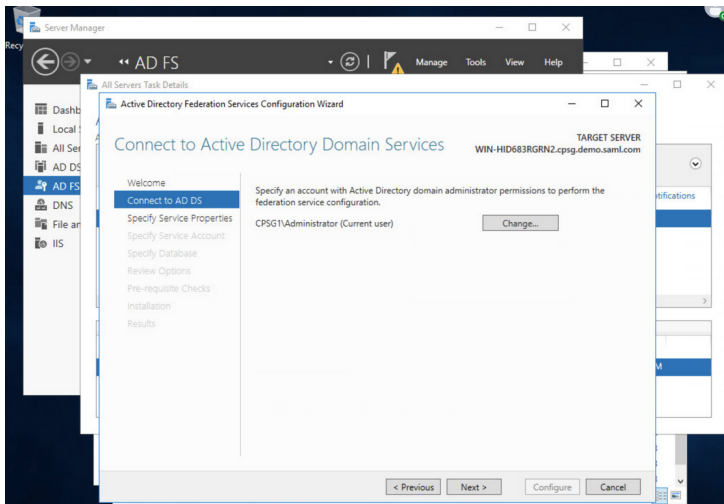 Recy
Server Manager
AD FS
Manage Tools View Help
All Servers Task Details
Dashb
Local
All Ser
AD DS
AD FS
DNS
File an
IIS
Active Directory Federation Services Configuration Wizard
Connect to Active Directory Domain Services
TARGET SERVER
WIN-HID683RGRN2.cpsg.demo.saml.com
Welcome
Connect to AD DS
Specify Service Properties
Specify Service Account
Specify Database
Review Options
Pre-requisite Checks
Installation
Results
Specify an account with Active Directory domain administrator permissions to perform the
federation service configuration.
CPSG1\Administrator (Current user)
Change...
< Previous Next > Configure Cancel